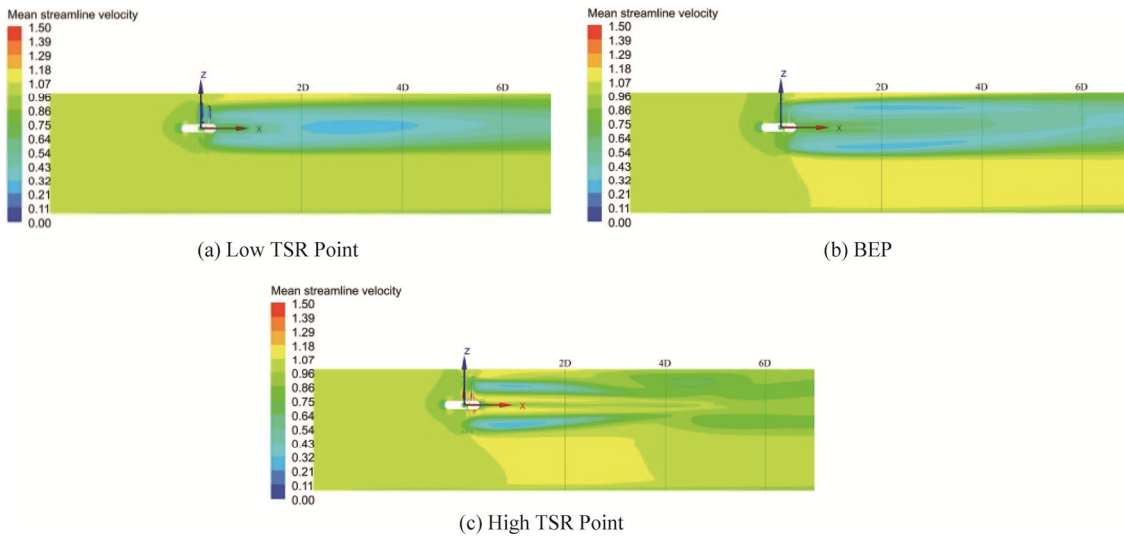 Mean streamline velocity
1.50
1.39
1.29
1.18
1.07
0.96
0.86
0.75
0.64
0.53
0.43
0.32
0.21
0.11
0.00
Z
X
2D
4D
6D
(a) Low TSR Point
Mean streamline velocity
1.50
1.39
1.29
1.18
1.07
0.96
0.86
0.75
0.64
0.53
0.43
0.32
0.21
0.11
0.00
Z
X
2D
4D
6D
(b) BEP
Mean streamline velocity
1.50
1.39
1.29
1.18
1.07
0.96
0.86
0.75
0.64
0.54
0.43
0.32
0.21
0.11
0.00
Z
X
2D
4D
6D
(c) High TSR Point